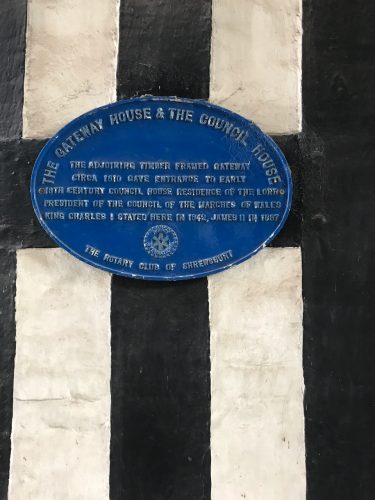 THE GATEWAY HOUSE & THE COUNCIL HOUSE
THE ADJOINING TIMBER FRAMED GATEWAY
CIRCA 1610 GAVE ENTRANCE TO EARLY
16TH CENTURY COUNCIL HOUSE RESIDENCE OF THE LORD
PRESIDENT OF THE COUNCIL OF THE MARCHES OF WALES
KING CHARLES I STAYED HERE IN 1642, JAMES II IN 1687
THE ROTARY CLUB OF SHREWSBURY